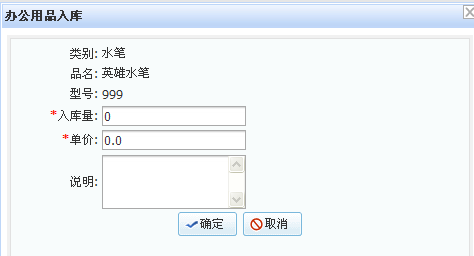 办公用品入库
类别: 水笔
品名: 英雄水笔
型号: 999
*入库量: 0
*单价: 0.0
说明:
确定 取消